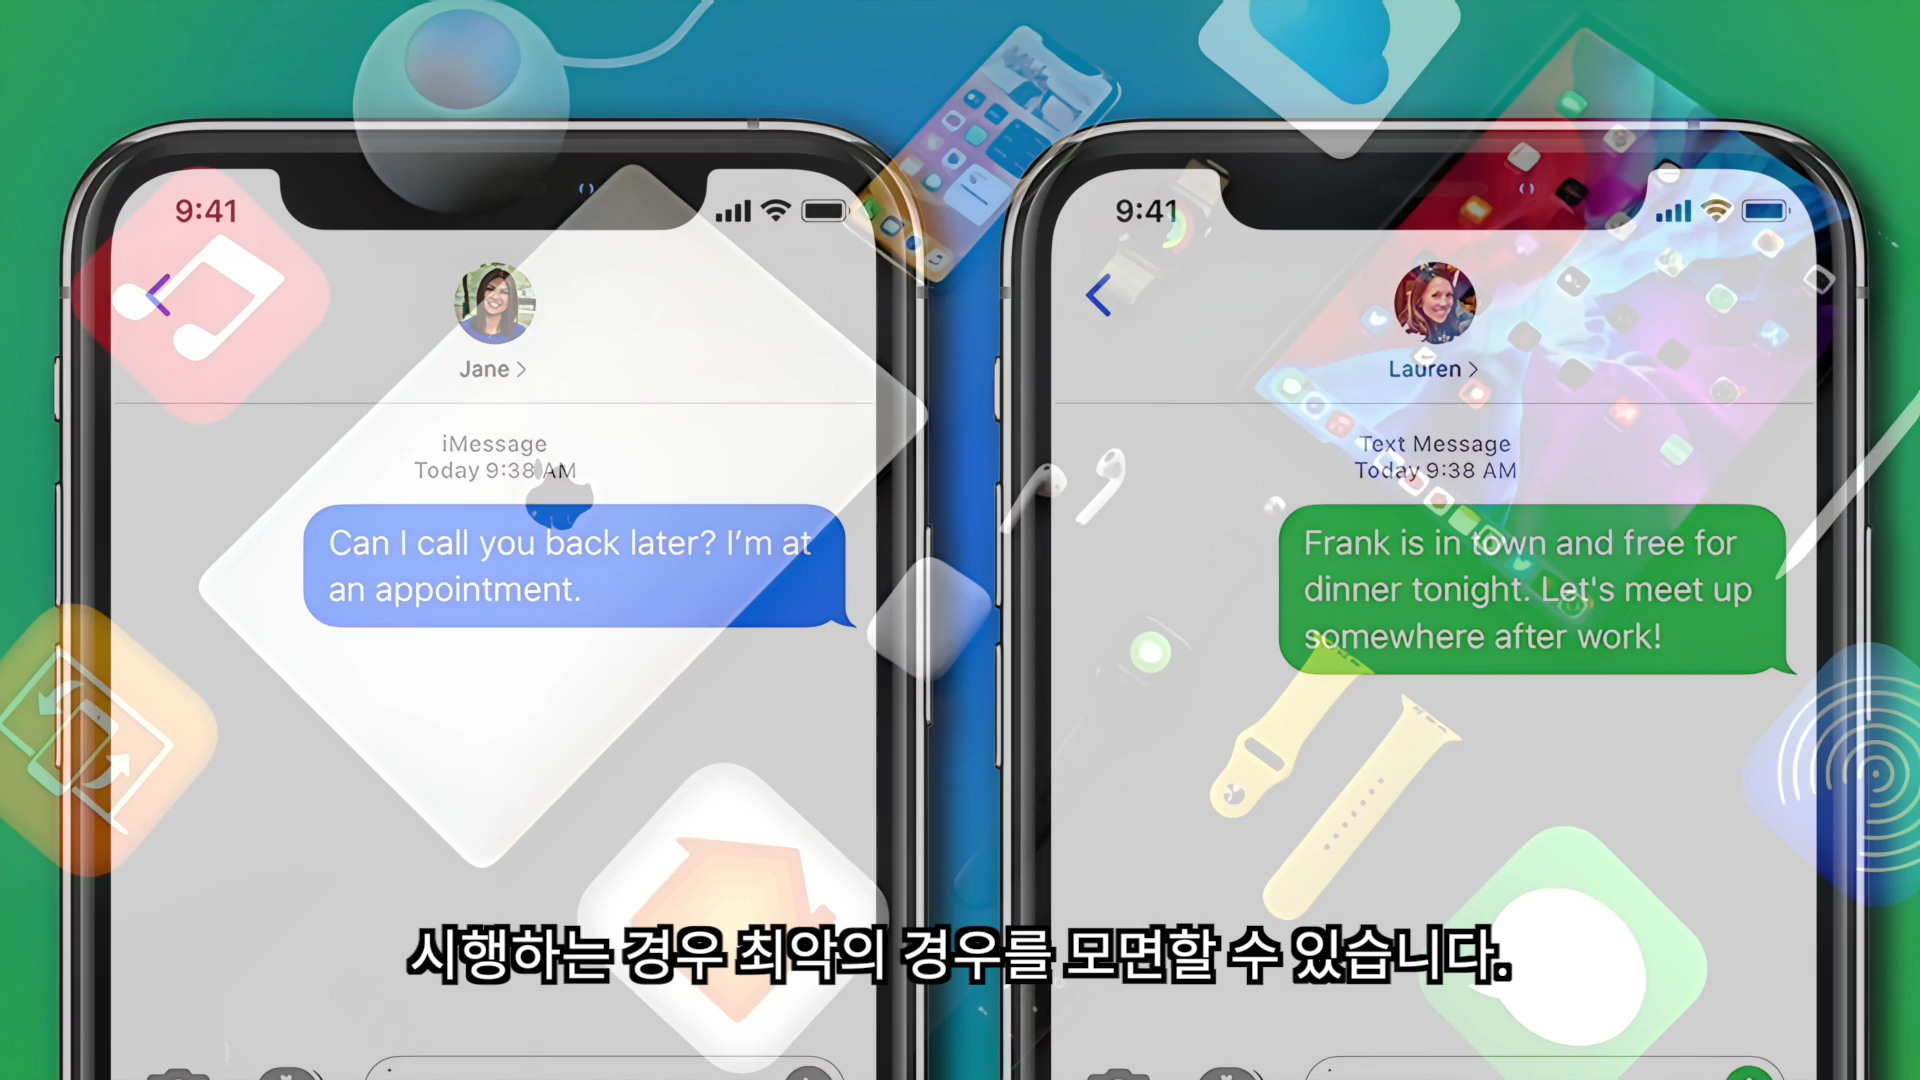 9:41
Jane >
iMessage
Today 9:38 AM
Can I call you back later? I’m at
an appointment.
9:41
Lauren >
Text Message
Today 9:38 AM
Frank is in town and free for
dinner tonight. Let's meet up
somewhere after work!
시행하는 경우 최악의 경우를 모면할 수 있습니다.